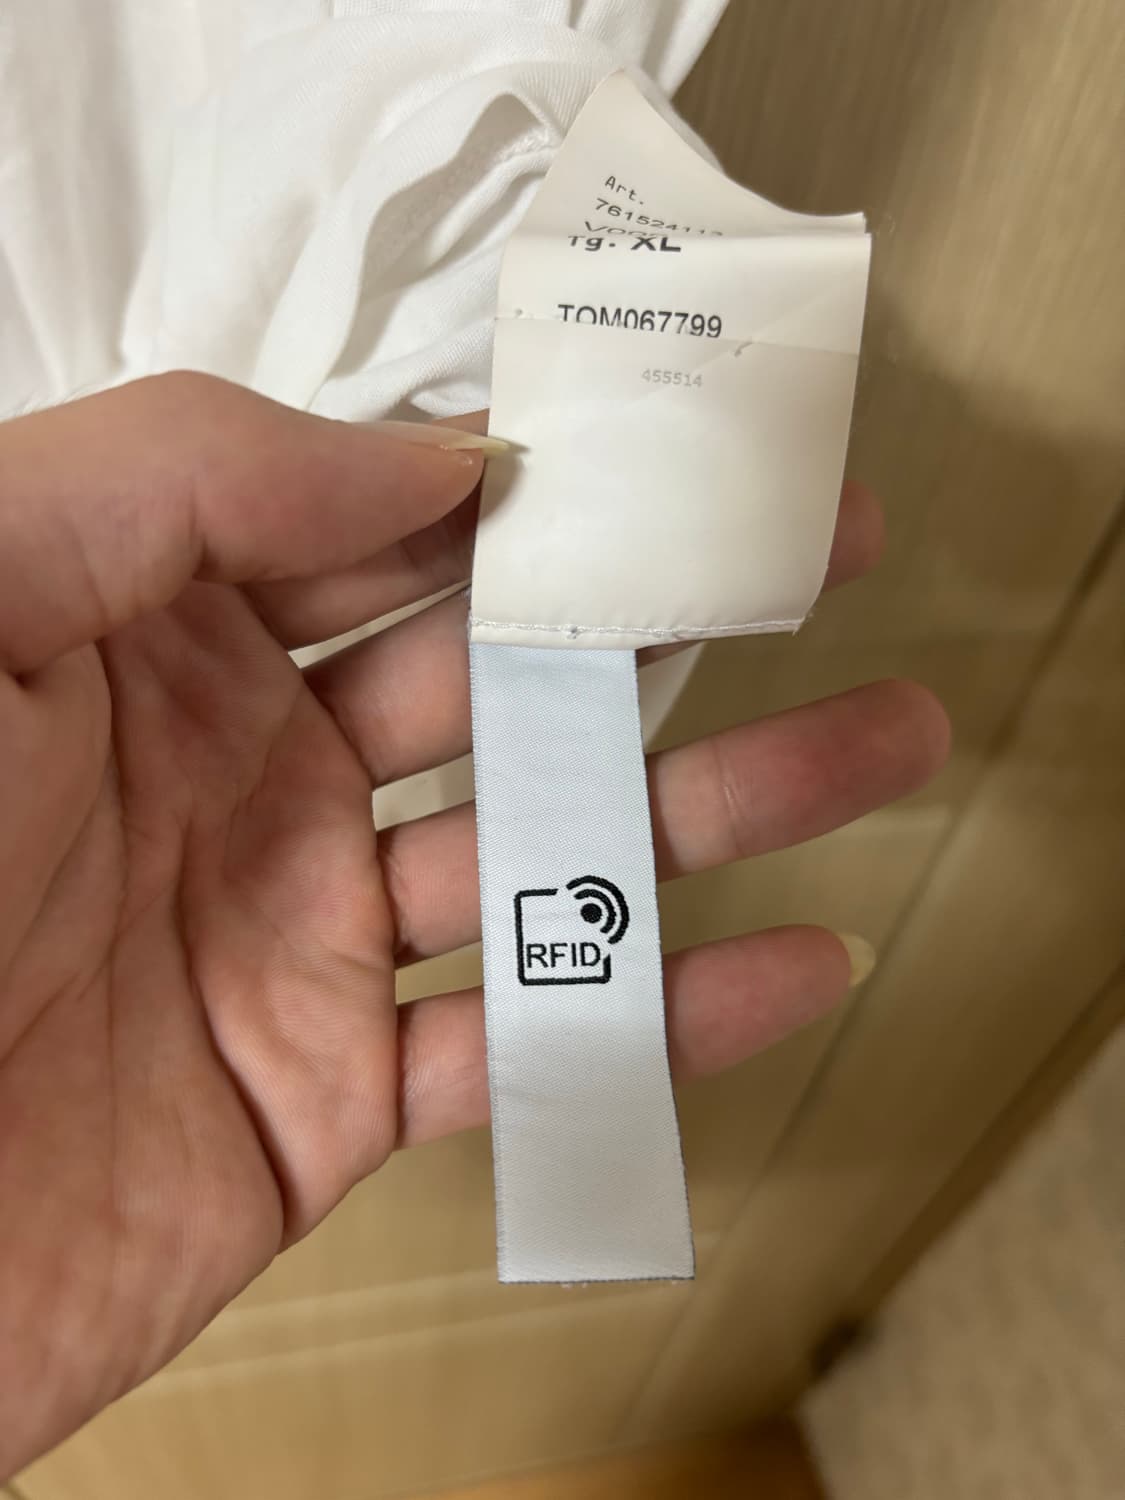 Art.
Tg. XL
TOM067799
455514
RFID